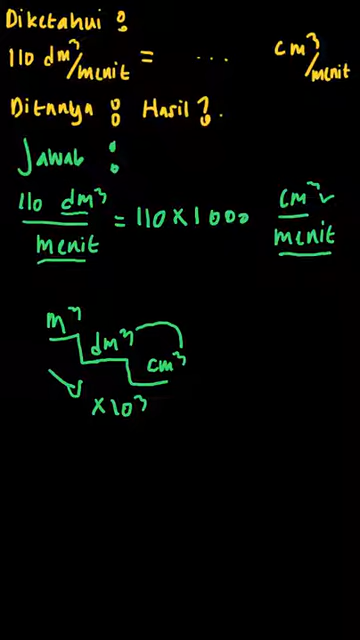 Diketahui :
110 dm³/menit = ... cm³/menit
Ditanya : Hasil ?.
Jawab :
110 dm³/menit = 110 x 1000 cm³/menit
m³
dm³
cm³
x10³